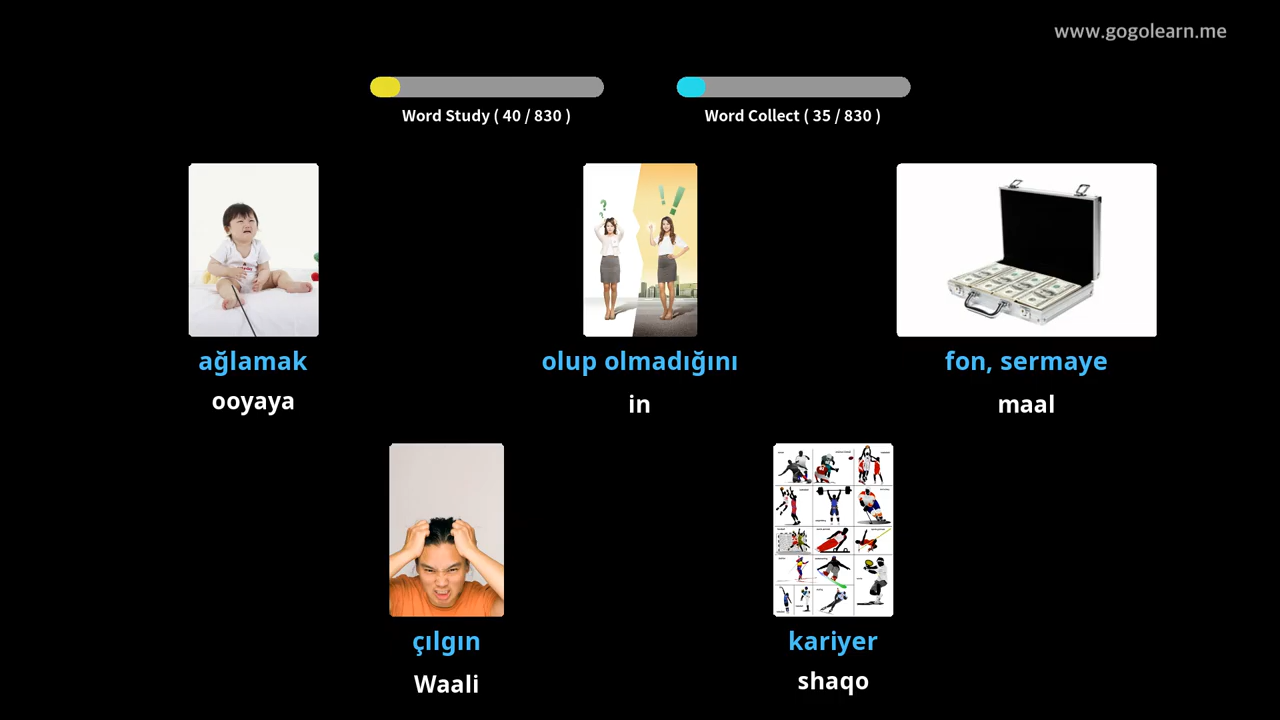 www.gogolearn.me
Word Study ( 40 / 830 )
Word Collect ( 35 / 830 )
ağlamak
ooyaya
olup olmadığını
in
fon, sermaye
maal
çılgın
Waali
kariyer
shaqo